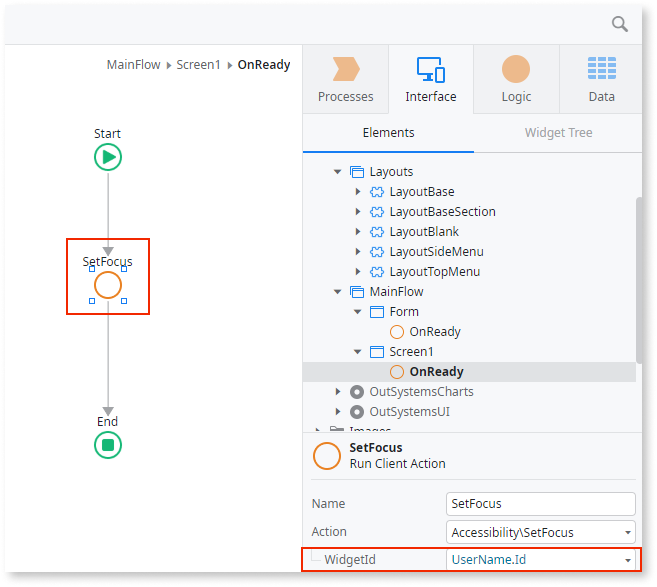 MainFlow Screen1 OnReady
Processes
Interface
Logic
Data
Elements
Widget Tree
Start
SetFocus
End
Layouts
LayoutBase
LayoutBaseSection
LayoutBlank
LayoutSideMenu
LayoutTopMenu
MainFlow
Form
OnReady
Screen1
OnReady
OutSystemsCharts
OutSystemsUI
Images
SetFocus
Run Client Action
Name
SetFocus
Action
Accessibility\SetFocus
WidgetId
UserName.Id